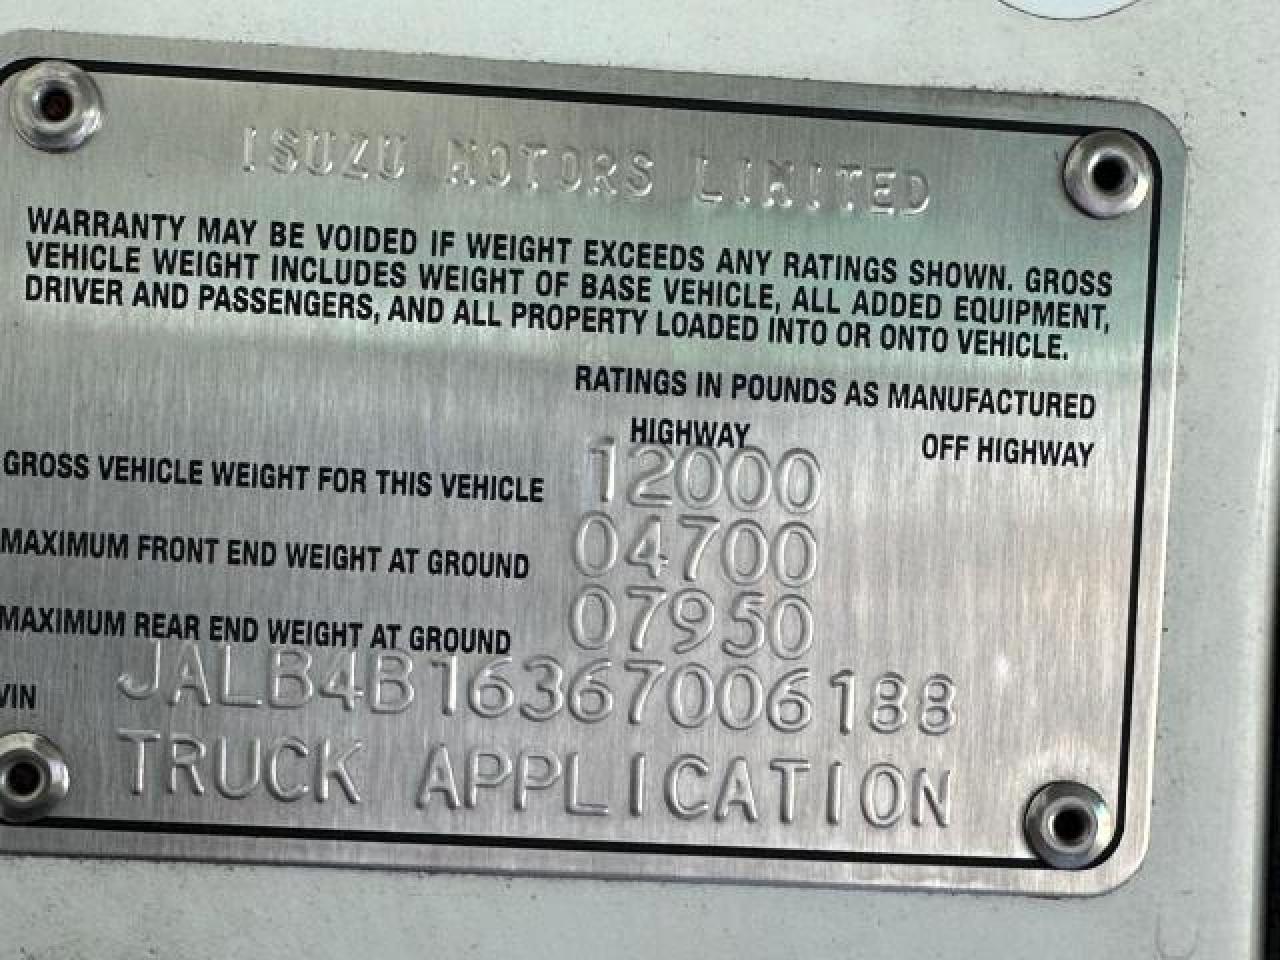 ISUZU MOTORS LIMITED
WARRANTY MAY BE VOIDED IF WEIGHT EXCEEDS ANY RATINGS SHOWN. GROSS
VEHICLE WEIGHT INCLUDES WEIGHT OF BASE VEHICLE, ALL ADDED EQUIPMENT,
DRIVER AND PASSENGERS, AND ALL PROPERTY LOADED INTO OR ONTO VEHICLE.
RATINGS IN POUNDS AS MANUFACTURED
HIGHWAY OFF HIGHWAY
GROSS VEHICLE WEIGHT FOR THIS VEHICLE 12000
MAXIMUM FRONT END WEIGHT AT GROUND 04700
MAXIMUM REAR END WEIGHT AT GROUND 07950
VIN JALB4B16367006188
TRUCK APPLICATION